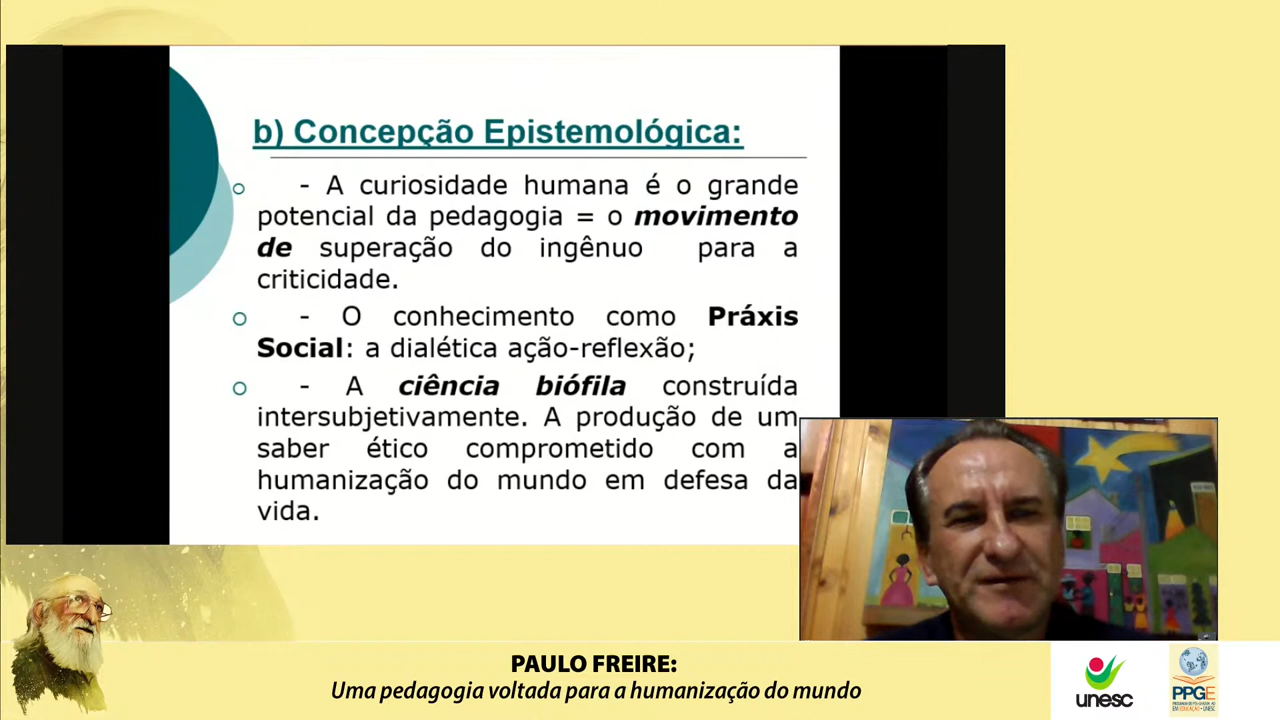 b) Concepção Epistemológica:
- A curiosidade humana é o grande
potencial da pedagogia = o movimento
de superação do ingênuo para a
criticidade.
- O conhecimento como Práxis
Social: a dialética ação-reflexão;
- A ciência biófila construída
intersubjetivamente. A produção de um
saber ético comprometido com a
humanização do mundo em defesa da
vida.
PAULO FREIRE:
Uma pedagogia voltada para a humanização do mundo
unesc
PPGE